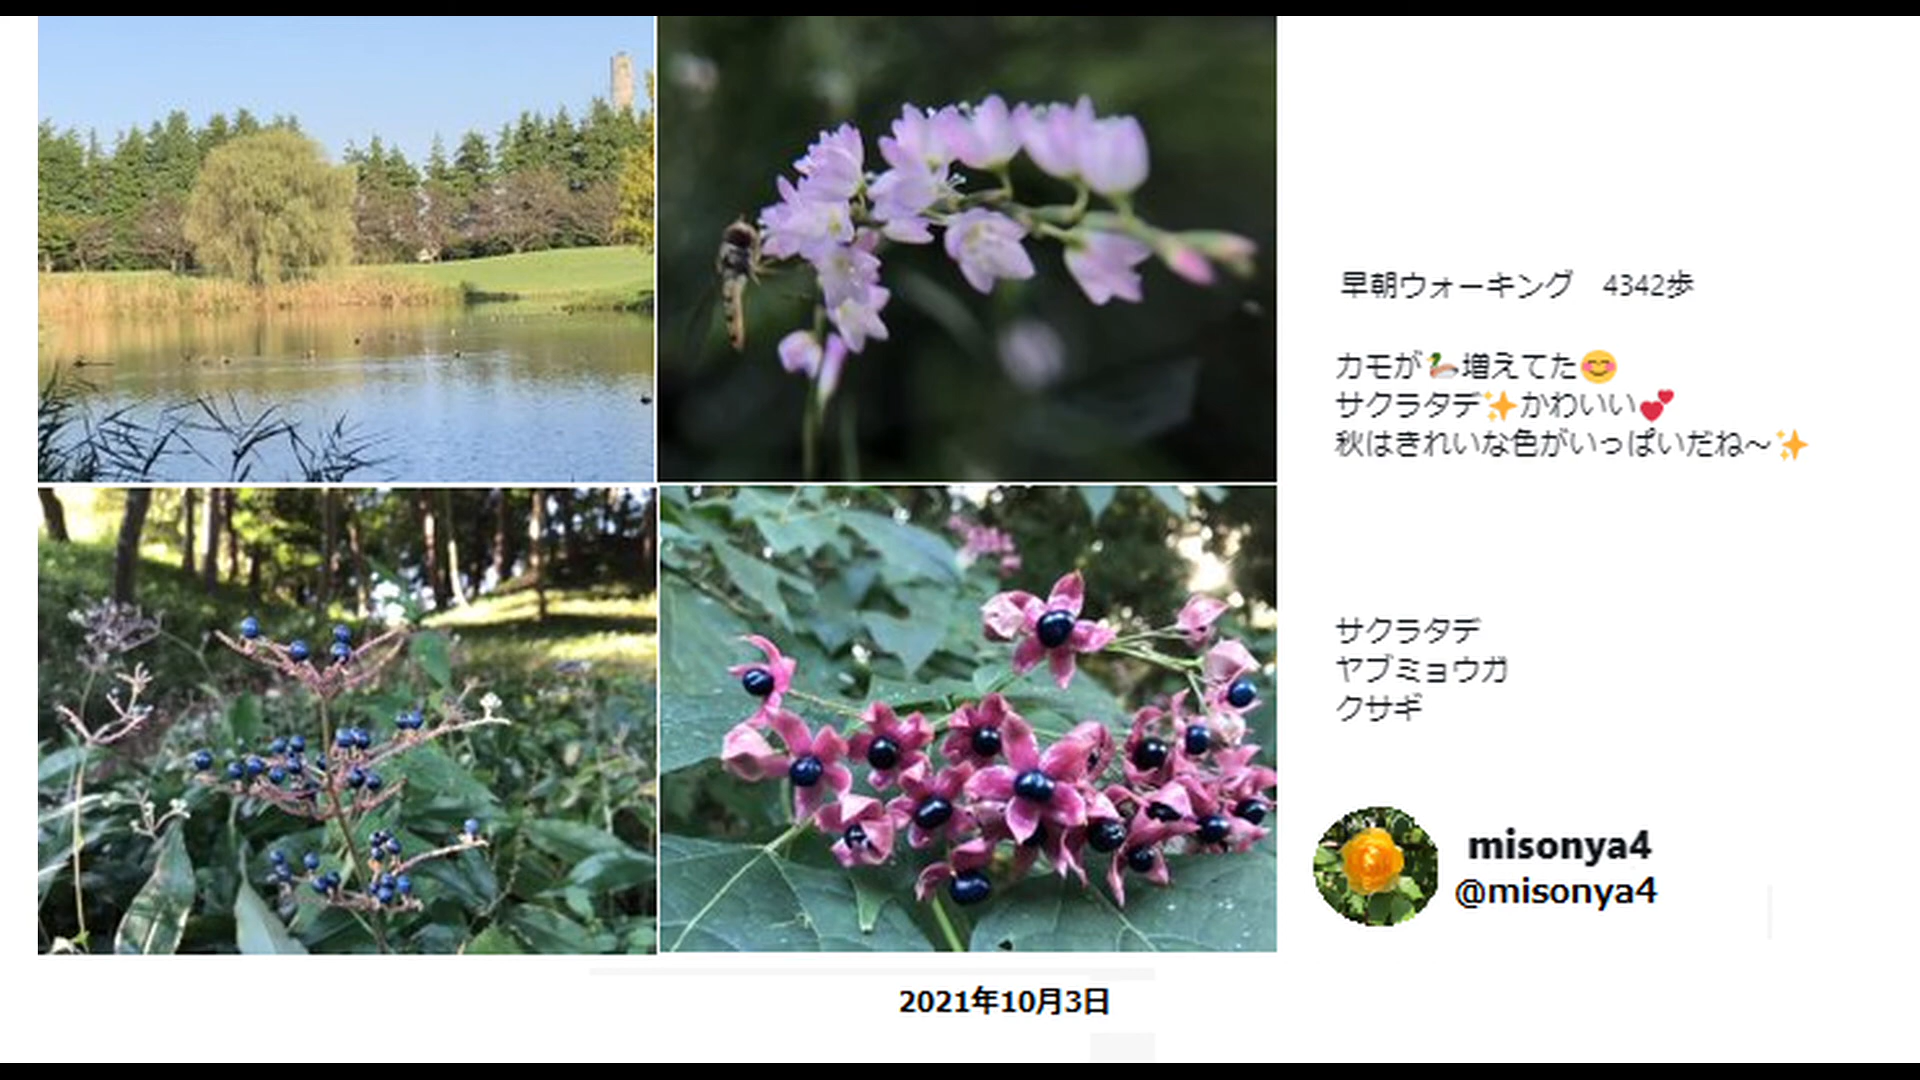 早朝ウォーキング　4342歩
カモが🦆増えてた😊
サクラタデ✨かわいい💕
秋はきれいな色がいっぱいだね〜✨
サクラタデ
ヤブミョウガ
クサギ
misonya4
@misonya4
2021年10月3日